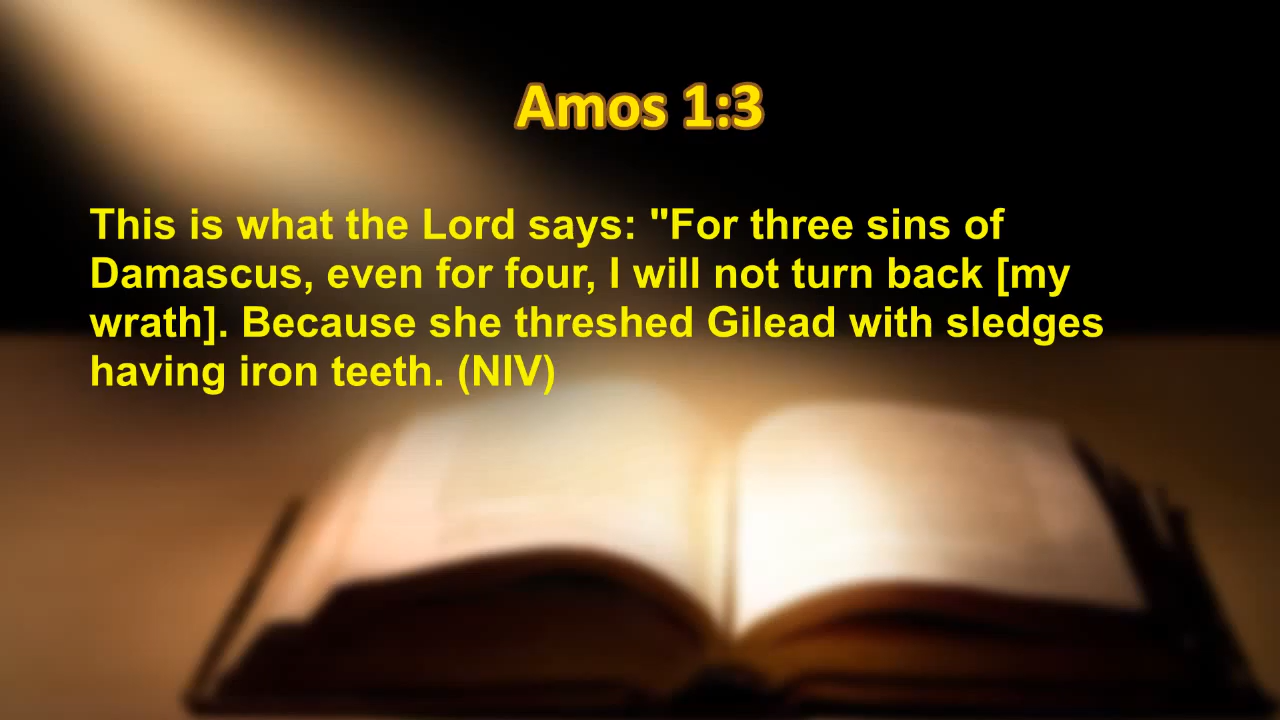 Amos 1:3
This is what the Lord says: "For three sins of
Damascus, even for four, I will not turn back [my
wrath]. Because she threshed Gilead with sledges
having iron teeth. (NIV)